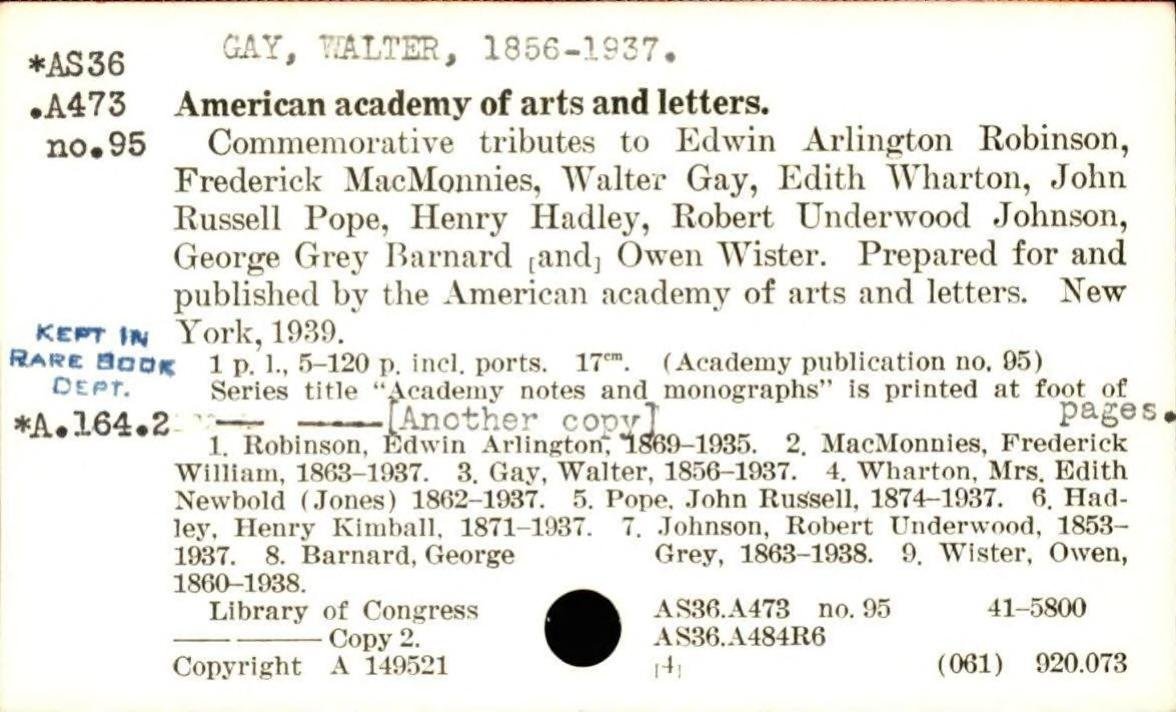 GAY, WALTER, 1856-1937.
*AS36
.A473 American academy of arts and letters.
no.95 Commemorative tributes to Edwin Arlington Robinson,
Frederick MacMonnies, Walter Gay, Edith Wharton, John
Russell Pope, Henry Hadley, Robert Underwood Johnson,
George Grey Barnard [and] Owen Wister. Prepared for and
published by the American academy of arts and letters. New
York, 1939.
KEPT IN
RARE BOOK
DEPT.
1 p. l., 5–120 p. incl. ports. 17cm. (Academy publication no. 95)
Series title "Academy notes and monographs" is printed at foot of
pages.
*A.164.2 —— ——[Another copy]
1. Robinson, Edwin Arlington, 1869–1935. 2. MacMonnies, Frederick
William, 1863–1937. 3. Gay, Walter, 1856–1937. 4. Wharton, Mrs. Edith
Newbold (Jones) 1862–1937. 5. Pope, John Russell, 1874–1937. 6. Had-
ley, Henry Kimball, 1871–1937. 7. Johnson, Robert Underwood, 1853–
1937. 8. Barnard, George Grey, 1863–1938. 9. Wister, Owen,
1860–1938.
Library of Congress AS36.A473 no. 95 41–5800
—— —— Copy 2. AS36.A484R6
Copyright A 149521 [4] (061) 920.073